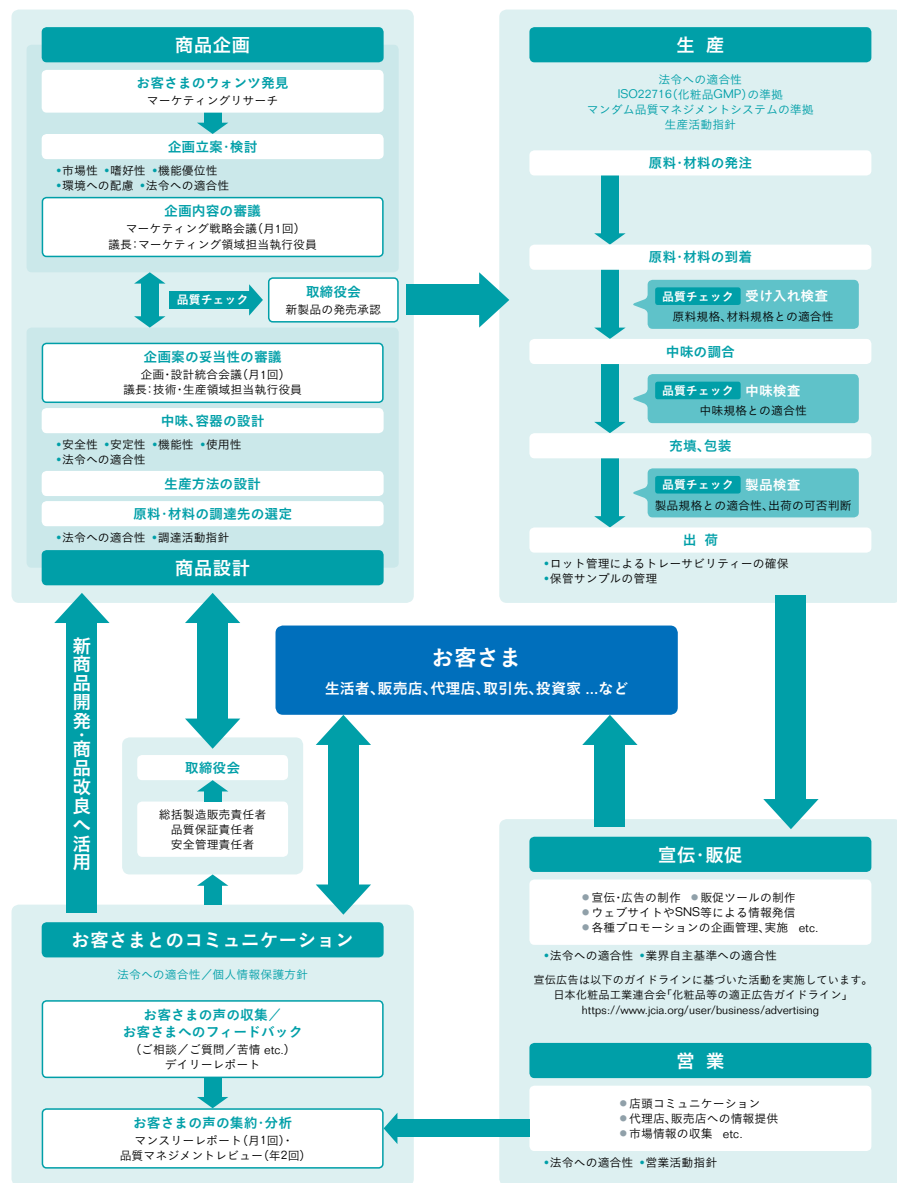 商品企画
お客さまのウォンツ発見
マーケティングリサーチ
企画立案・検討
•市場性 •嗜好性 •機能優位性
•環境への配慮 •法令への適合性
企画内容の審議
マーケティング戦略会議(月1回)
議長:マーケティング領域担当執行役員
品質チェック
取締役会
新製品の発売承認
企画案の妥当性の審議
企画・設計統合会議(月1回)
議長:技術・生産領域担当執行役員
中味、容器の設計
•安全性 •安定性 •機能性 •使用性
•法令への適合性
生産方法の設計
原料・材料の調達先の選定
•法令への適合性 •調達活動指針
商品設計
生 産
法令への適合性
ISO22716(化粧品GMP)の準拠
マンダム品質マネジメントシステムの準拠
生産活動指針
原料・材料の発注
原料・材料の到着
品質チェック 受け入れ検査
原料規格、材料規格との適合性
中味の調合
品質チェック 中味検査
中味規格との適合性
充填、包装
品質チェック 製品検査
製品規格との適合性、出荷の可否判断
出 荷
•ロット管理によるトレーサビリティーの確保
•保管サンプルの管理
お客さま
生活者、販売店、代理店、取引先、投資家 ...など
新商品開発・商品改良へ活用
取締役会
総括製造販売責任者
品質保証責任者
安全管理責任者
お客さまとのコミュニケーション
法令への適合性/個人情報保護方針
お客さまの声の収集/
お客さまへのフィードバック
(ご相談/ご質問/苦情 etc.)
デイリーレポート
お客さまの声の集約・分析
マンスリーレポート(月1回)・
品質マネジメントレビュー(年2回)
宣伝・販促
●宣伝・広告の制作 ●販促ツールの制作
●ウェブサイトやSNS等による情報発信
●各種プロモーションの企画管理、実施 etc.
•法令への適合性 •業界自主基準への適合性
宣伝広告は以下のガイドラインに基づいた活動を実施しています。
日本化粧品工業連合会「化粧品等の適正広告ガイドライン」
https://www.jcia.org/user/business/advertising
営 業
●店頭コミュニケーション
●代理店、販売店への情報提供
●市場情報の収集 etc.
•法令への適合性 •営業活動指針